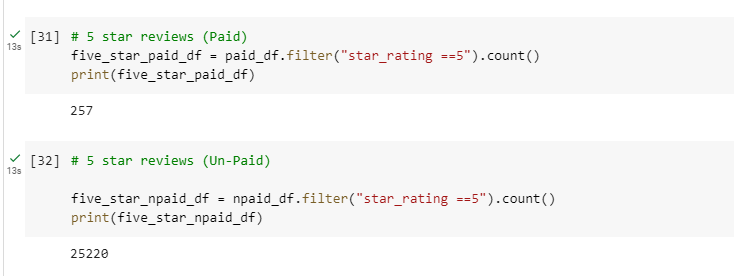 [31] # 5 star reviews (Paid)
13s
five_star_paid_df = paid_df.filter("star_rating ==5").count()
print(five_star_paid_df)
257
[32] # 5 star reviews (Un-Paid)
13s
five_star_npaid_df = npaid_df.filter("star_rating ==5").count()
print(five_star_npaid_df)
25220